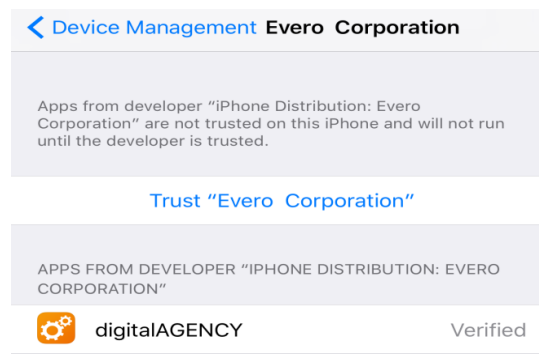 Device Management Evero Corporation
Apps from developer “iPhone Distribution: Evero
Corporation” are not trusted on this iPhone and will not run
until the developer is trusted.
Trust “Evero Corporation”
APPS FROM DEVELOPER “IPHONE DISTRIBUTION: EVERO
CORPORATION”
digitalAGENCY Verified